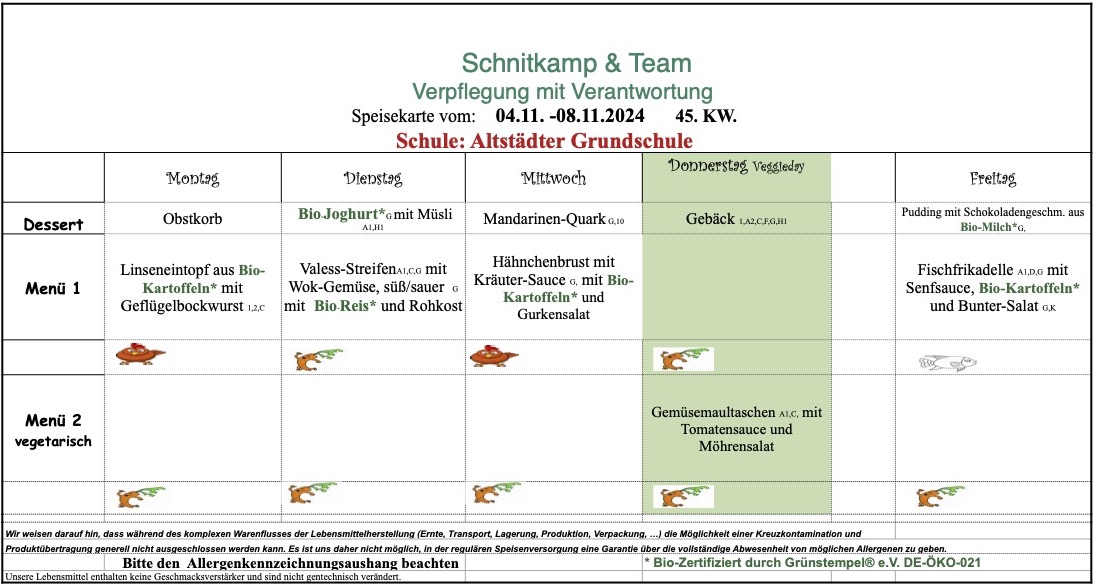 Schnitkamp & Team
Verpflegung mit Verantwortung
Speisekarte vom: 04.11. -08.11.2024 45. KW.
Schule: Altstädter Grundschule
Montag
Dienstag
Mittwoch
Donnerstag Veggieday
Freitag
Dessert
Obstkorb
Bio-Joghurt*G mit Müsli
A1,H1
Mandarinen-Quark G,10
Gebäck 1,A2,C,F,G,H1
Pudding mit Schokoladengeschm. aus
Bio-Milch*G,
Menü 1
Linseneintopf aus Bio-
Kartoffeln* mit
Geflügelbockwurst 1,2,C
Valess-StreifenA1,C,G mit
Wok-Gemüse, süß/sauer G
mit Bio-Reis* und Rohkost
Hähnchenbrust mit
Kräuter-Sauce G, mit Bio-
Kartoffeln* und
Gurkensalat
Fischfrikadelle A1,D,G mit
Senfsauce, Bio-Kartoffeln*
und Bunter-Salat G,K
Menü 2
vegetarisch
Gemüsemaultaschen A1,C, mit
Tomatensauce und
Möhrensalat
Wir weisen darauf hin, dass während des komplexen Warenflusses der Lebensmittelherstellung (Ernte, Transport, Lagerung, Produktion, Verpackung, ...) die Möglichkeit einer Kreuzkontamination und
Produktübertragung generell nicht ausgeschlossen werden kann. Es ist uns daher nicht möglich, in der regulären Speisenversorgung eine Garantie über die vollständige Abwesenheit von möglichen Allergenen zu geben.
Bitte den Allergenkennzeichnungsaushang beachten
* Bio-Zertifiziert durch Grünstempel® e.V. DE-ÖKO-021
Unsere Lebensmittel enthalten keine Geschmacksverstärker und sind nicht gentechnisch verändert.